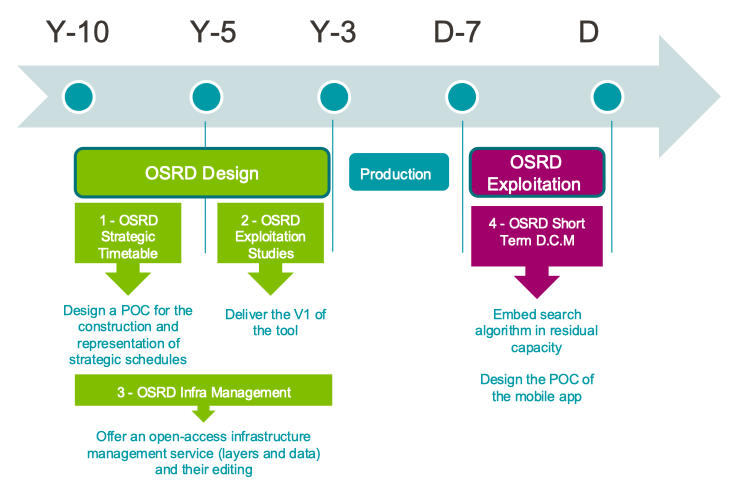 Y-10
Y-5
Y-3
D-7
D
OSRD Design
Production
OSRD
Exploitation
1 - OSRD
Strategic
Timetable
2 - OSRD
Exploitation
Studies
4 - OSRD Short
Term D.C.M
Design a POC for the
construction and
representation of
strategic schedules
Deliver the V1 of
the tool
Embed search
algorithm in residual
capacity
Design the POC of
the mobile app
3 - OSRD Infra Management
Offer an open-access infrastructure
management service (layers and data)
and their editing